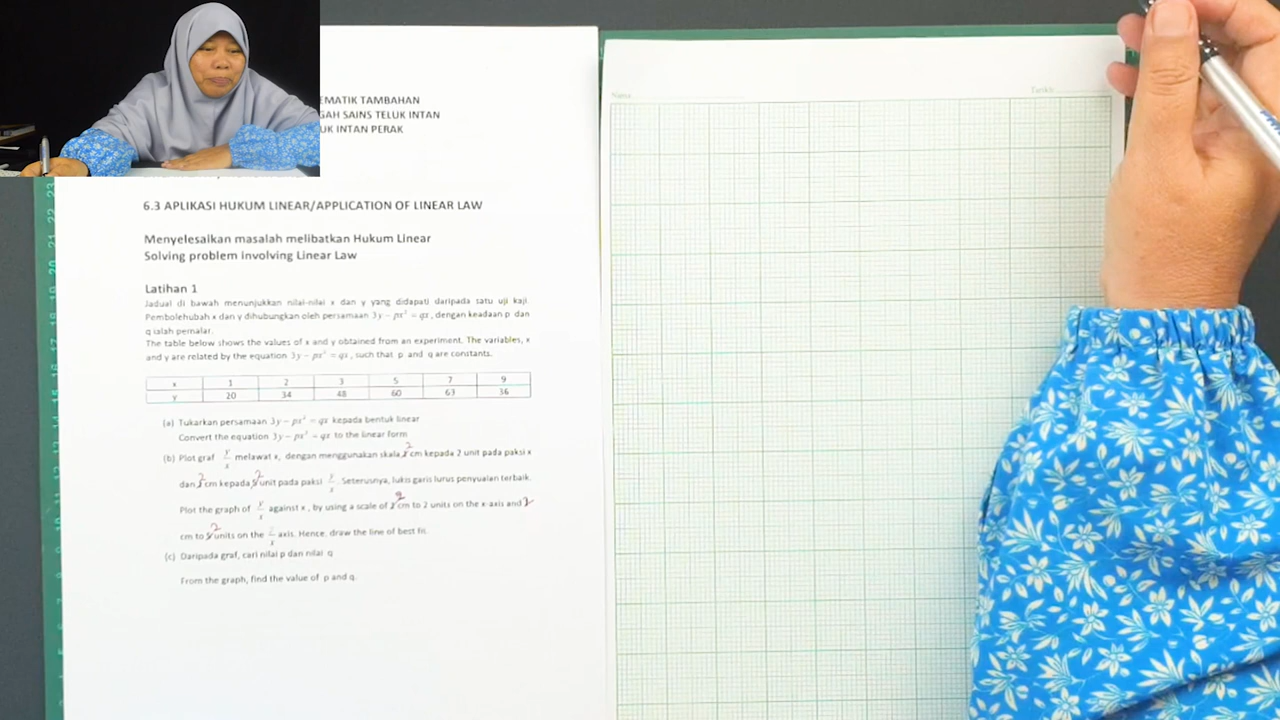 EMATIK TAMBAHAN
GAH SAINS TELUK INTAN
UK INTAN PERAK
6.3 APLIKASI HUKUM LINEAR/APPLICATION OF LINEAR LAW
Menyelesaikan masalah melibatkan Hukum Linear
Solving problem involving Linear Law
Latihan 1
Jadual di bawah menunjukkan nilai-nilai x dan y yang didapati daripada satu uji kaji.
Pembolehubah x dan y dihubungkan oleh persamaan 3y − px² = qx, dengan keadaan p dan
q ialah pemalar.
The table below shows the values of x and y obtained from an experiment. The variables, x
and y are related by the equation 3y − px² = qx, such that p and q are constants.
x 1 2 3 5 7 9
y 20 34 48 60 63 36
(a) Tukarkan persamaan 3y − px² = qx kepada bentuk linear
Convert the equation 3y − px² = qx to the linear form
(b) Plot graf y/x melawat x, dengan menggunakan skala 2 cm kepada 2 unit pada paksi x
dan 2 cm kepada 2 unit pada paksi y/x. Seterusnya, lukis garis lurus penyuaian terbaik.
Plot the graph of y/x against x, by using a scale of 2 cm to 2 units on the x-axis and 2
cm to 2 units on the y/x axis. Hence, draw the line of best fit.
(c) Daripada graf, cari nilai p dan nilai q
From the graph, find the value of p and q.
Nama
Tarikh